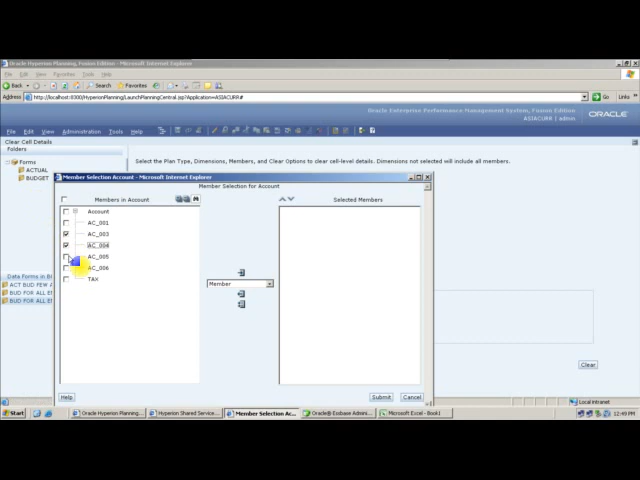 Oracle Hyperion Planning, Fusion Edition - Microsoft Internet Explorer
File Edit View Favorites Tools Help
Back Search Favorites
Address http://localhost:8300/HyperionPlanning/LaunchPlanningCentral.jsp?Application=ASIACURR# Go Links »
Oracle Enterprise Performance Management System, Fusion Edition
ASIACURR | admin
ORACLE
File Edit View Administration Tools Help
Clear Cell Details
Folders
Forms
ACTUAL
BUDGET
Select the Plan Type, Dimensions, Members, and Clear Options to clear cell-level details. Dimensions not selected will include all members.
Member Selection Account - Microsoft Internet Explorer
Member Selection for Account
Members in Account
Selected Members
Account
AC_001
AC_003
AC_004
AC_005
AC_006
TAX
Member
Data Forms in B
ACT BUD FEW A
BUD FOR ALL E
BUD FOR ALL E
Clear
Help
Submit
Cancel
Local intranet
Start
Oracle Hyperion Planning...
Hyperion Shared Service...
Member Selection Ac...
Oracle® Essbase Admini...
Microsoft Excel - Book1
12:49 PM